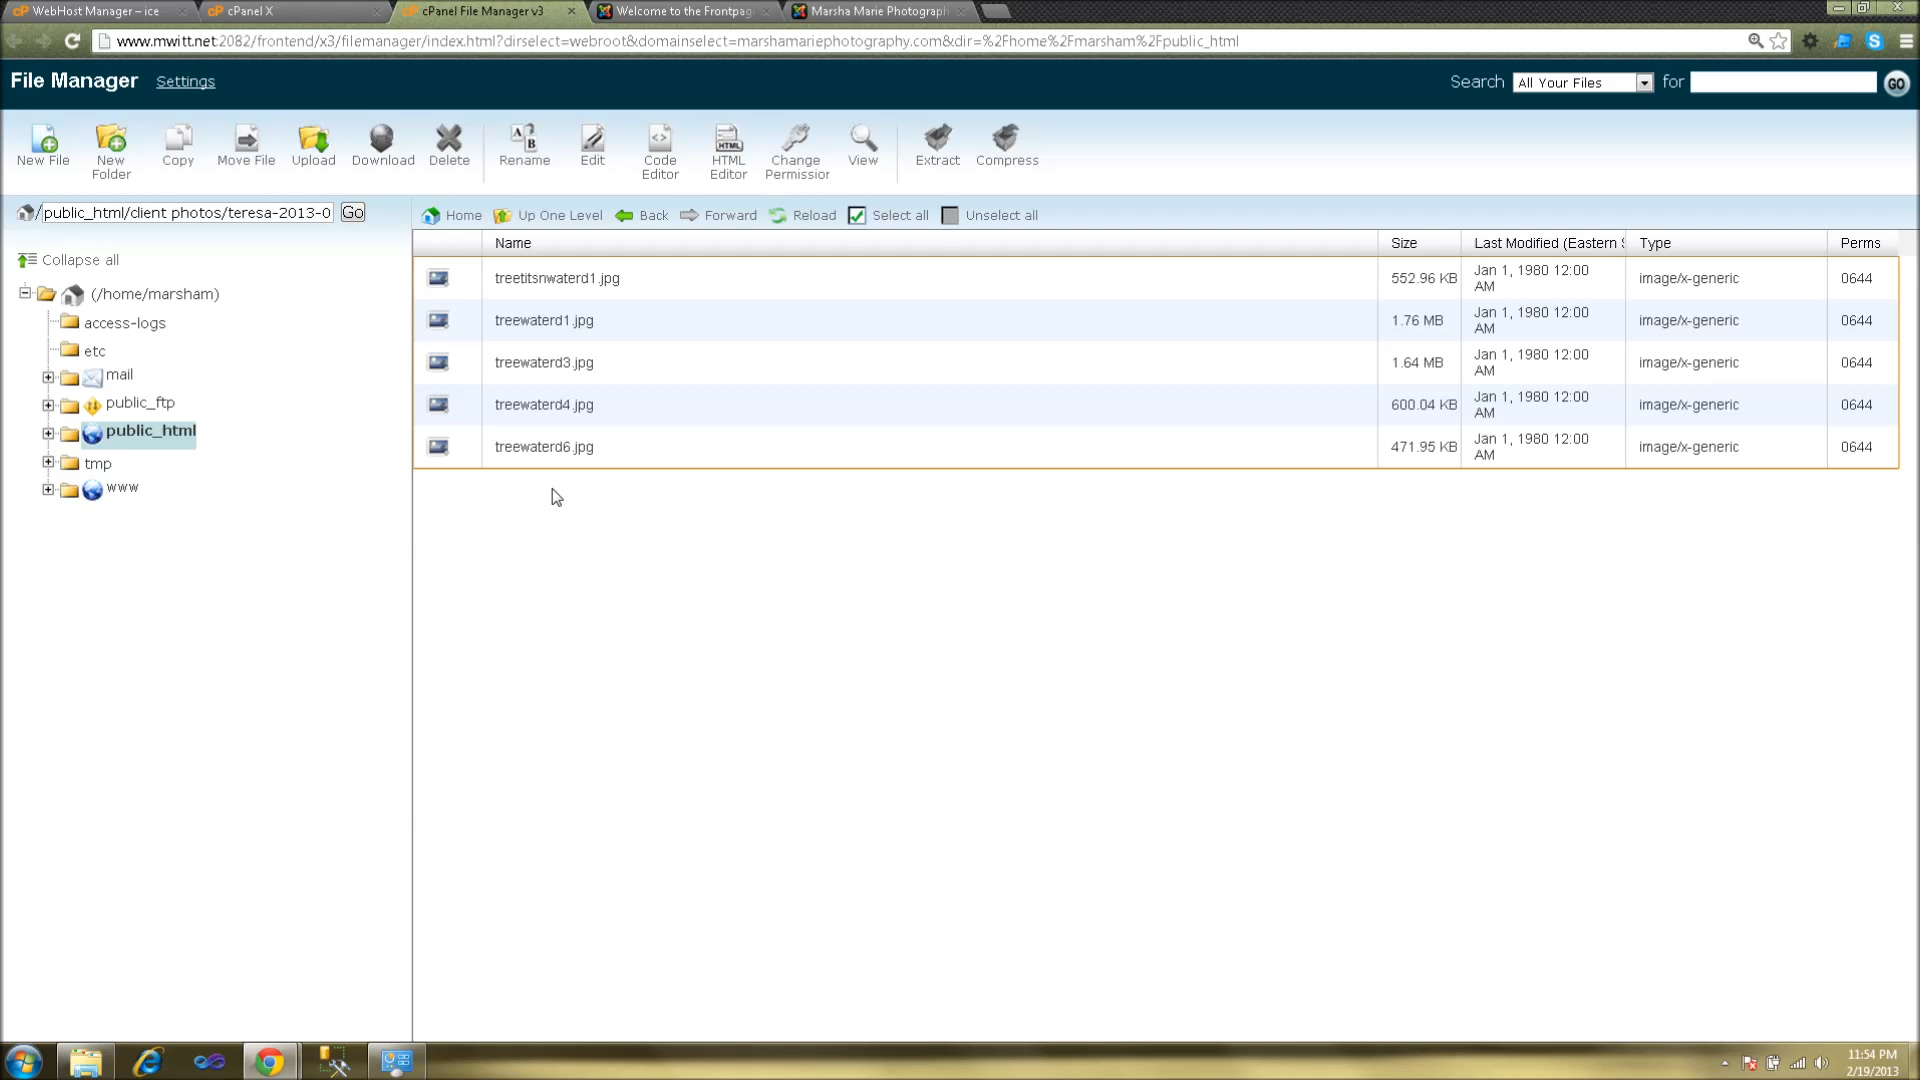 WebHost Manager – ice
cPanel X
cPanel File Manager v3
Welcome to the Frontpag
Marsha Marie Photograph
www.mwitt.net:2082/frontend/x3/filemanager/index.html?dirselect=webroot&domainselect=marshamariephotography.com&dir=%2Fhome%2Fmarsham%2Fpublic_html
File Manager
Settings
Search
All Your Files
for
GO
New File
New Folder
Copy
Move File
Upload
Download
Delete
Rename
Edit
Code Editor
HTML Editor
Change Permission
View
Extract
Compress
/public_html/client photos/teresa-2013-0
Go
Home
Up One Level
Back
Forward
Reload
Select all
Unselect all
Collapse all
(/home/marsham)
access-logs
etc
mail
public_ftp
public_html
tmp
www
Name Size Last Modified (Eastern S Type Perms
treetitsnwaterd1.jpg 552.96 KB Jan 1, 1980 12:00 AM image/x-generic 0644
treewaterd1.jpg 1.76 MB Jan 1, 1980 12:00 AM image/x-generic 0644
treewaterd3.jpg 1.64 MB Jan 1, 1980 12:00 AM image/x-generic 0644
treewaterd4.jpg 600.04 KB Jan 1, 1980 12:00 AM image/x-generic 0644
treewaterd6.jpg 471.95 KB Jan 1, 1980 12:00 AM image/x-generic 0644
11:54 PM
2/19/2013